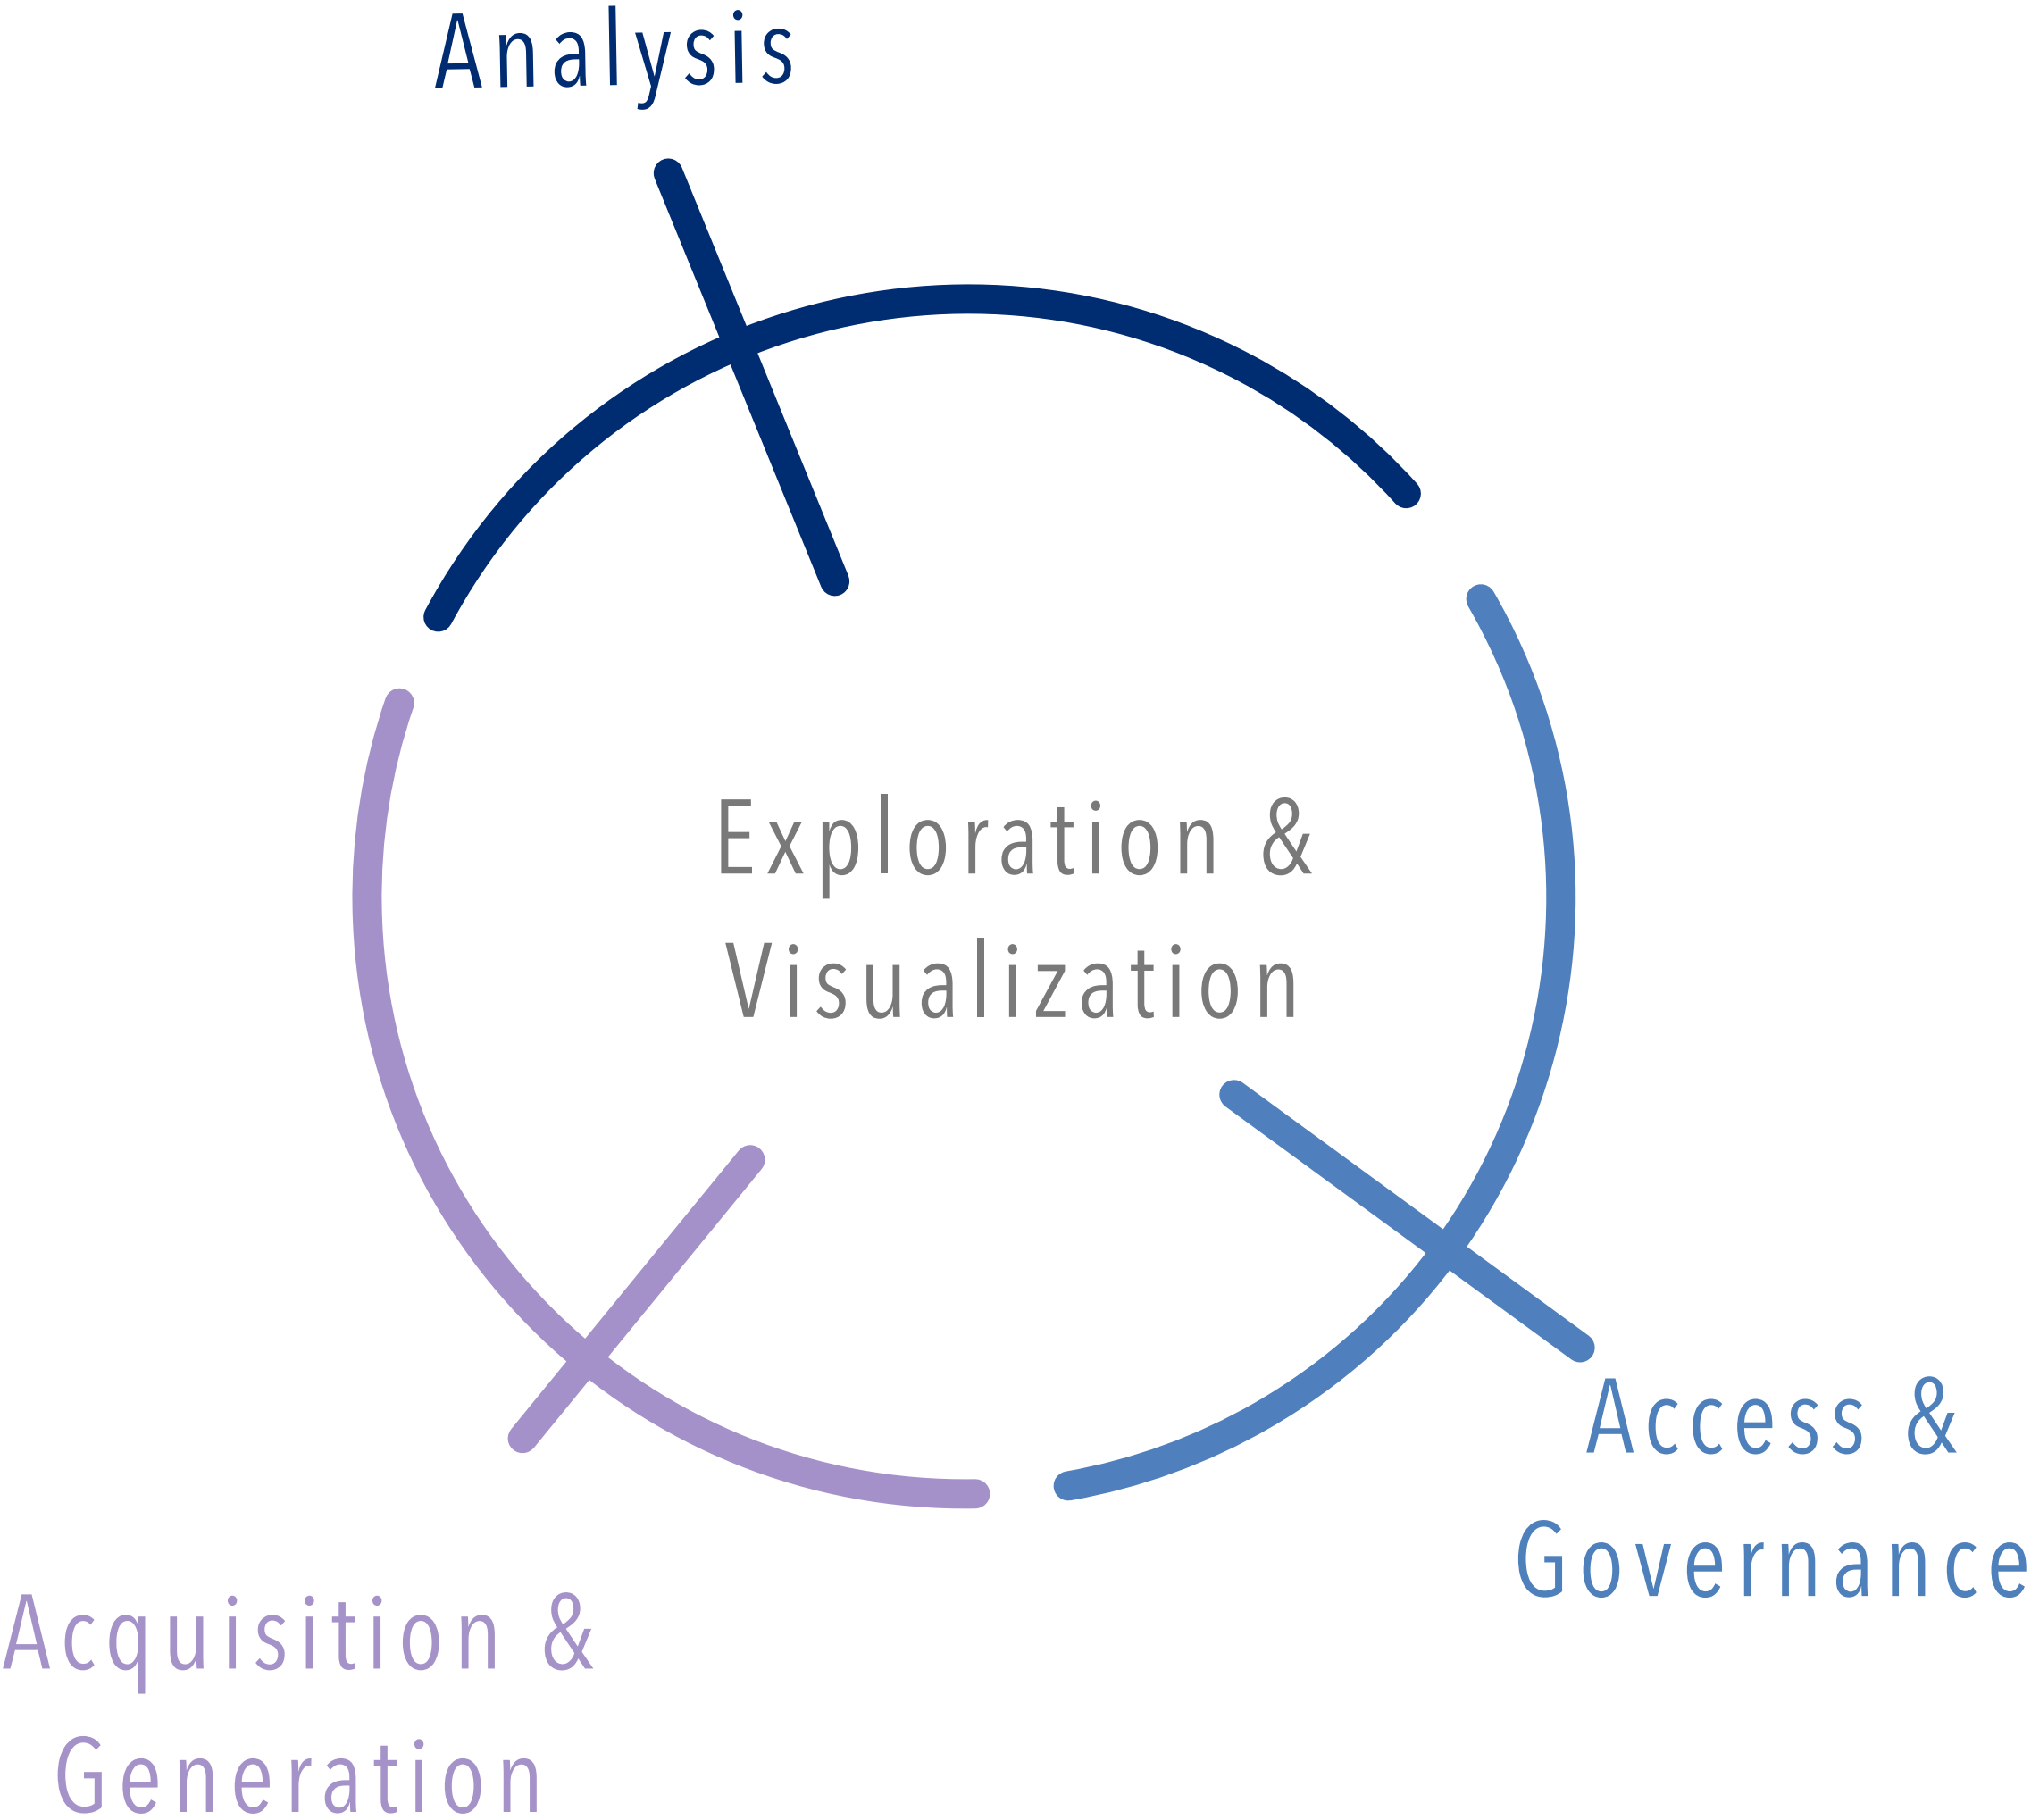 Analysis
Exploration &
Visualization
Access &
Governance
Acquisition &
Generation